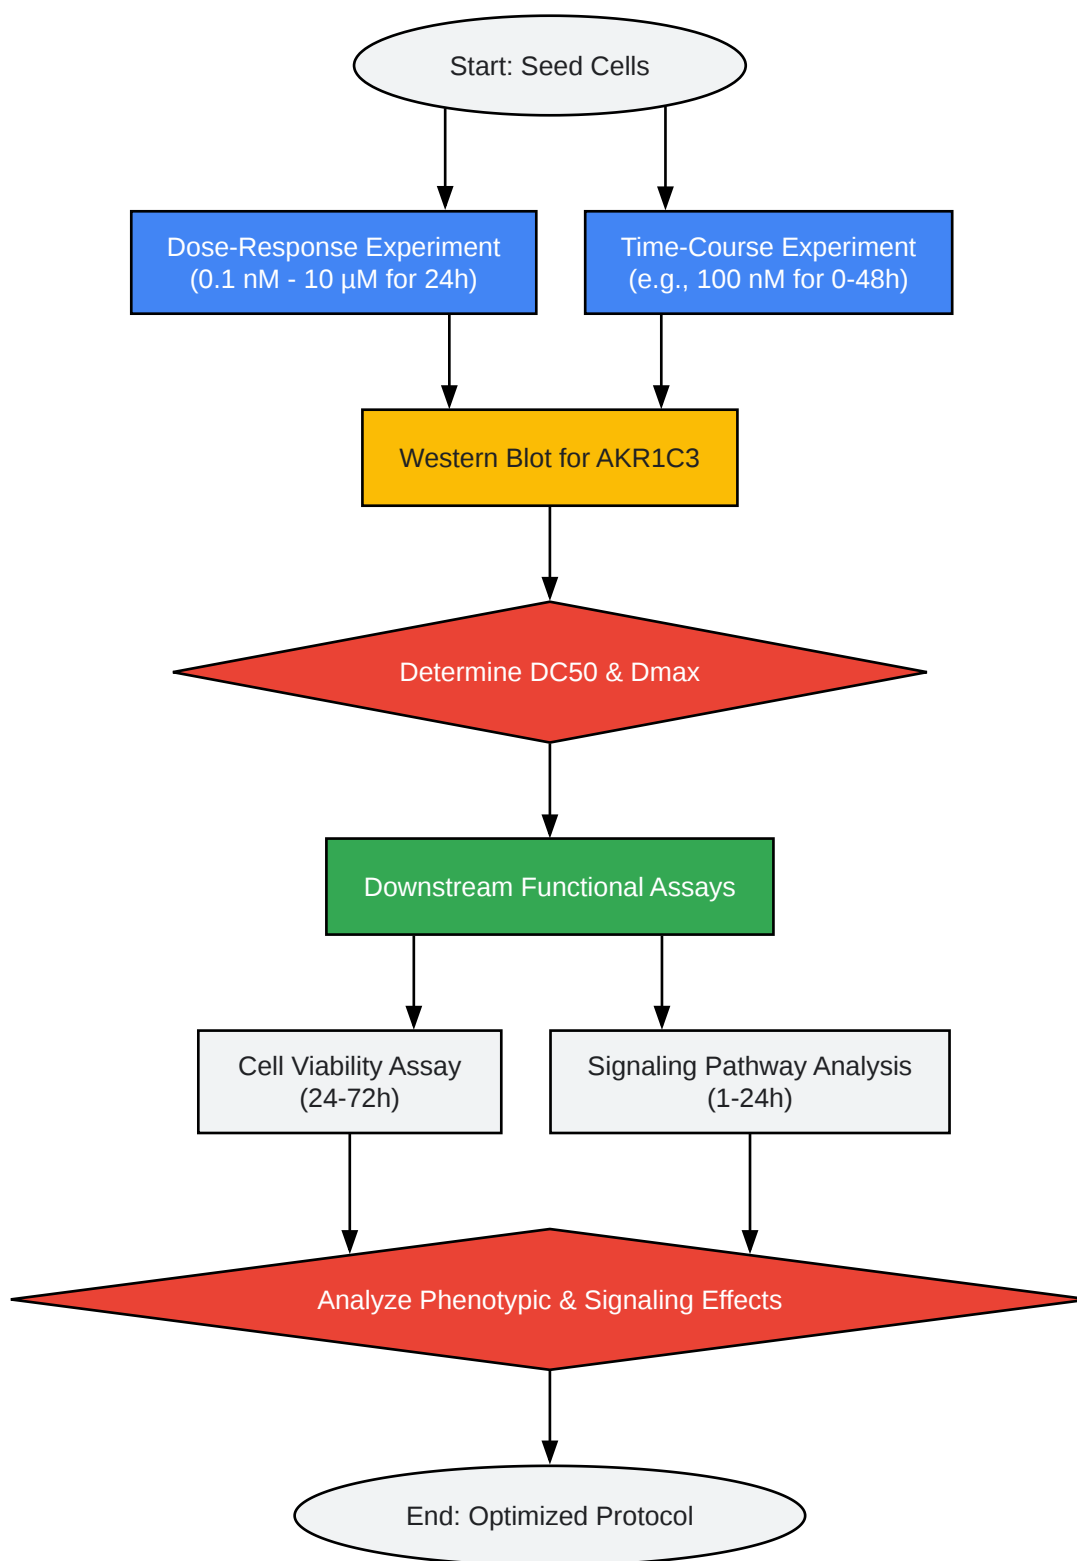 Start: Seed Cells
Dose-Response Experiment
(0.1 nM - 10 µM for 24h)
Time-Course Experiment
(e.g., 100 nM for 0-48h)
Western Blot for AKR1C3
Determine DC50 & Dmax
Downstream Functional Assays
Cell Viability Assay
(24-72h)
Signaling Pathway Analysis
(1-24h)
Analyze Phenotypic & Signaling Effects
End: Optimized Protocol